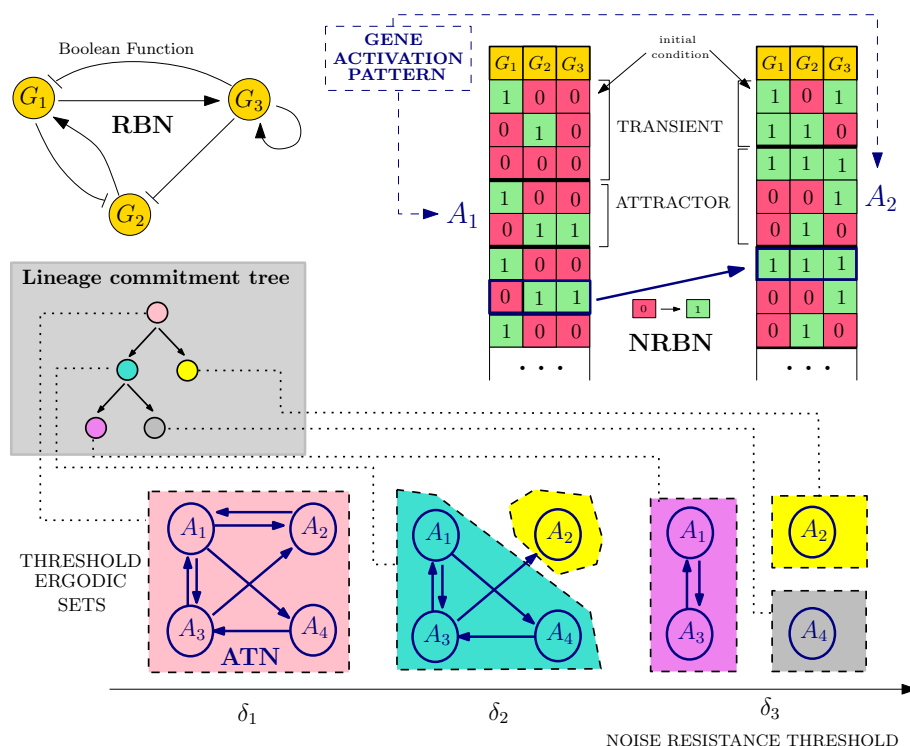 Boolean Function
G1
G3
RBN
G2
GENE
ACTIVATION
PATTERN
initial
condition
G1 G2 G3
1 0 0
0 1 0
0 0 0
1 0 0
0 1 1
1 0 0
0 1 1
1 0 0
. . .
TRANSIENT
ATTRACTOR
A1
G1 G2 G3
1 0 1
1 1 0
1 1 1
0 0 1
0 1 0
1 1 1
0 0 1
0 1 0
. . .
A2
0 1
NRBN
Lineage commitment tree
THRESHOLD
ERGODIC
SETS
A1 A2
A3 A4
ATN
A1 A2
A3 A4
A1 A2
A3 A4
δ1 δ2 δ3
NOISE RESISTANCE THRESHOLD